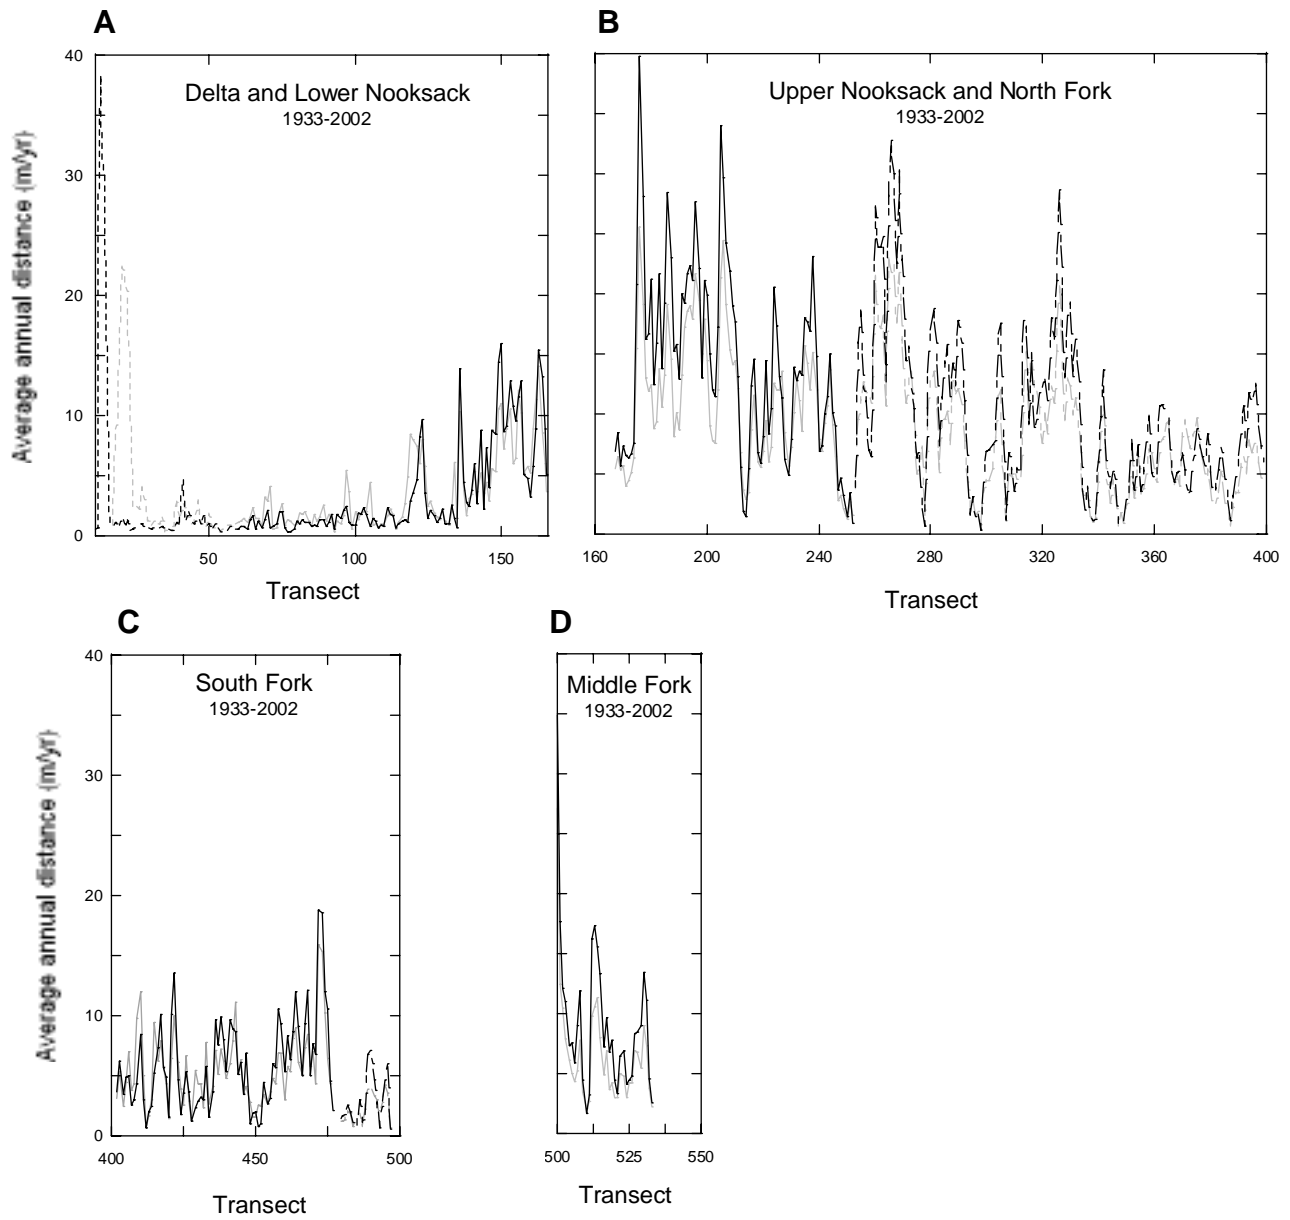 A
B
40
30
20
10
0
Average annual distance (m/yr)
Delta and Lower Nooksack
1933-2002
50
100
150
Transect
Upper Nooksack and North Fork
1933-2002
160
200
240
280
320
360
400
Transect
C
D
40
30
20
10
0
Average annual distance (m/yr)
South Fork
1933-2002
400
450
500
Transect
Middle Fork
1933-2002
500
525
550
Transect